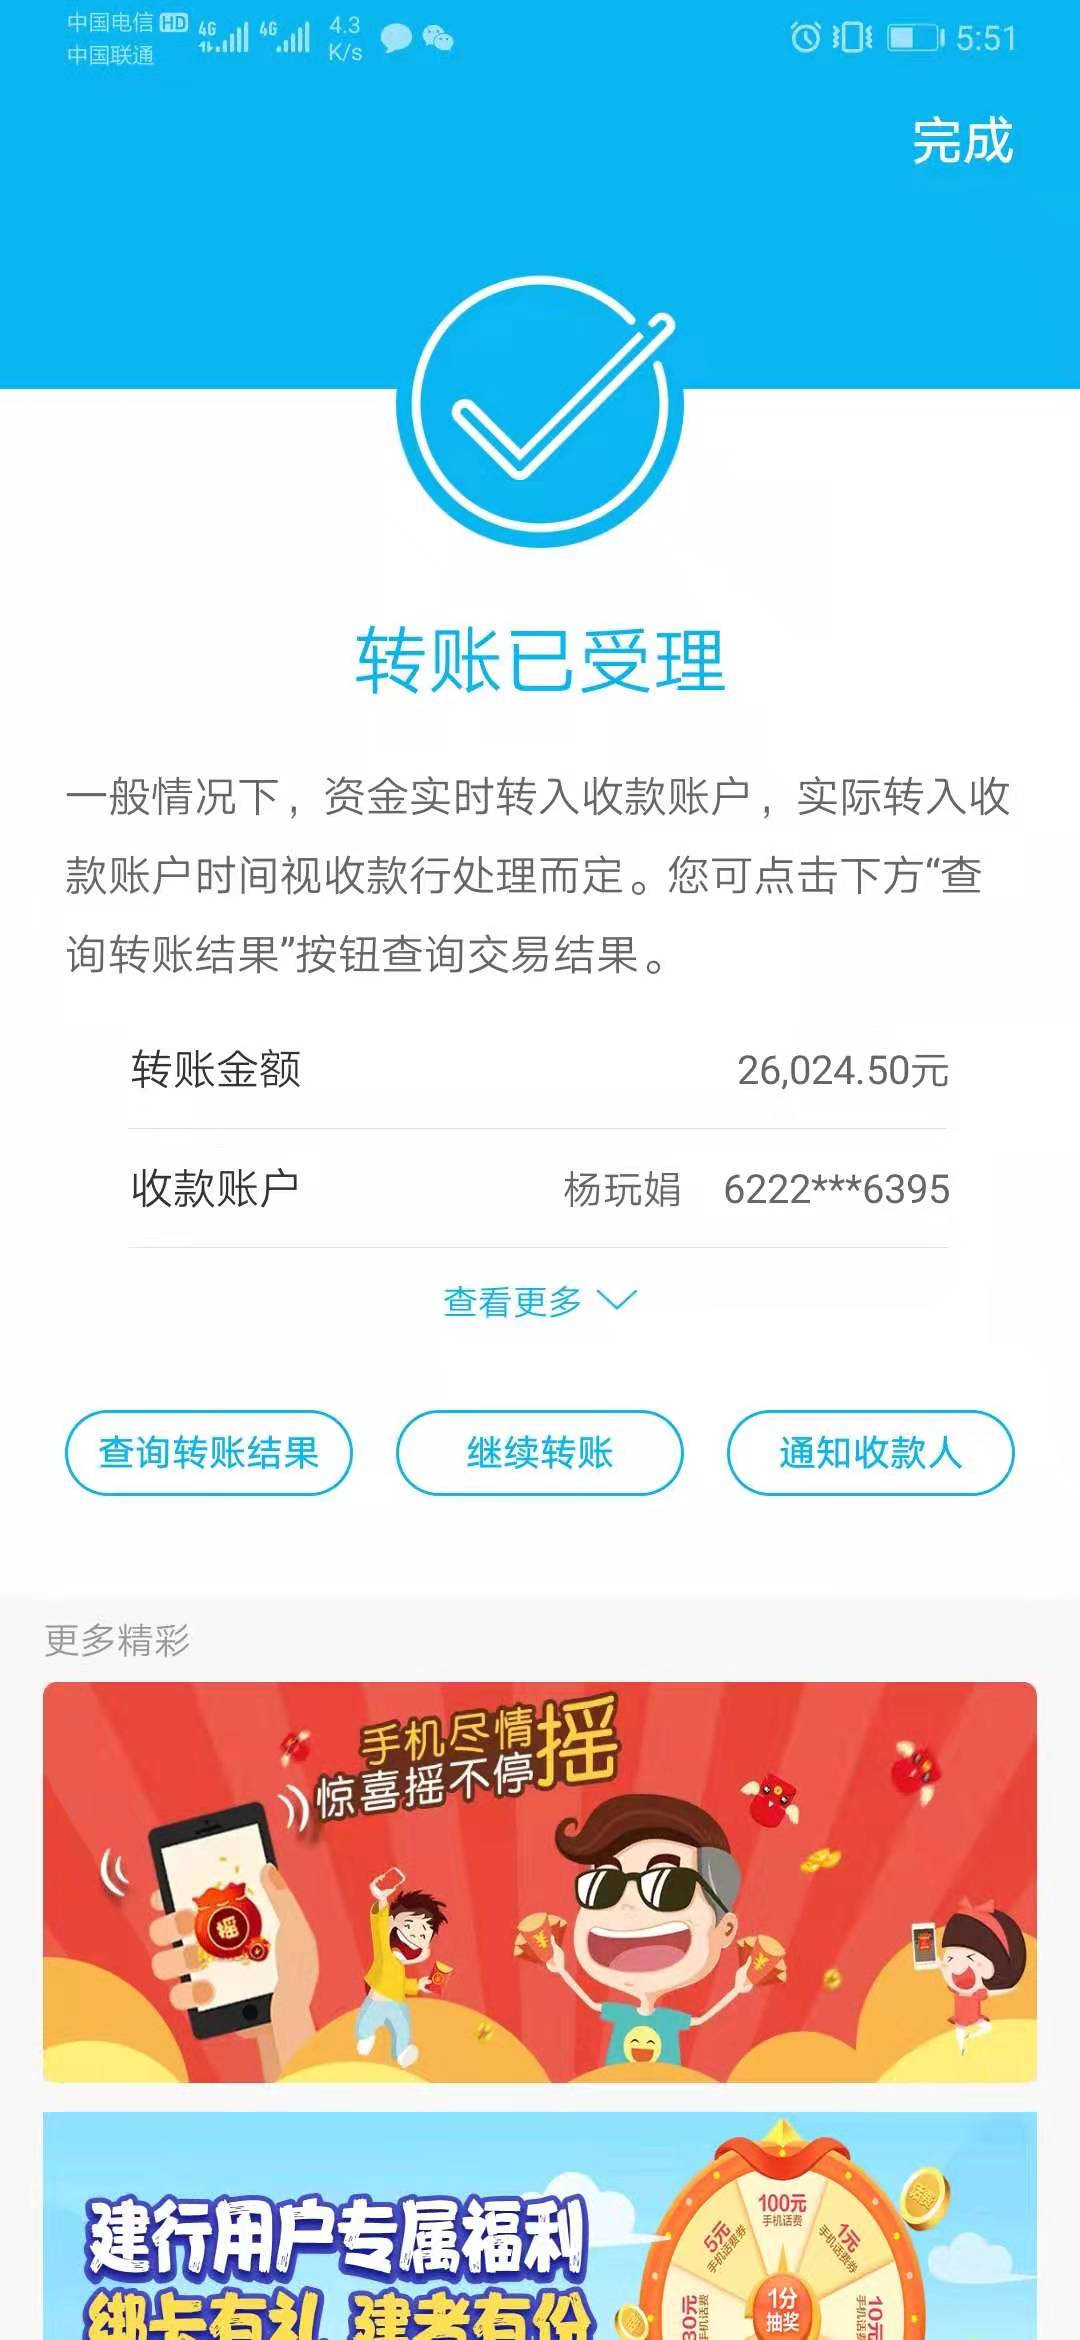 中国电信 HD 4G 4G 4.3 K/s 5:51
中国联通
完成
转账已受理
一般情况下，资金实时转入收款账户，实际转入收
款账户时间视收款行处理而定。您可点击下方“查
询转账结果”按钮查询交易结果。
转账金额 26,024.50元
收款账户 杨玩娟 6222***6395
查看更多
查询转账结果 继续转账 通知收款人
更多精彩
手机尽情摇
惊喜摇不停
摇
建行用户专属福利
绑卡有礼 建者有份
100元
手机话费
5元
手机话费券
1元
手机话费券
30元
手机话费
10元
手机话费
1分
抽奖